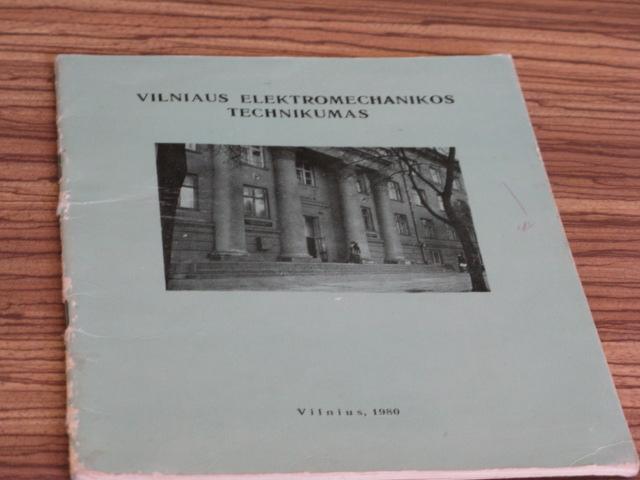 VILNIAUS ELEKTROMECHANIKOS
TECHNIKUMAS
Vilnius, 1980